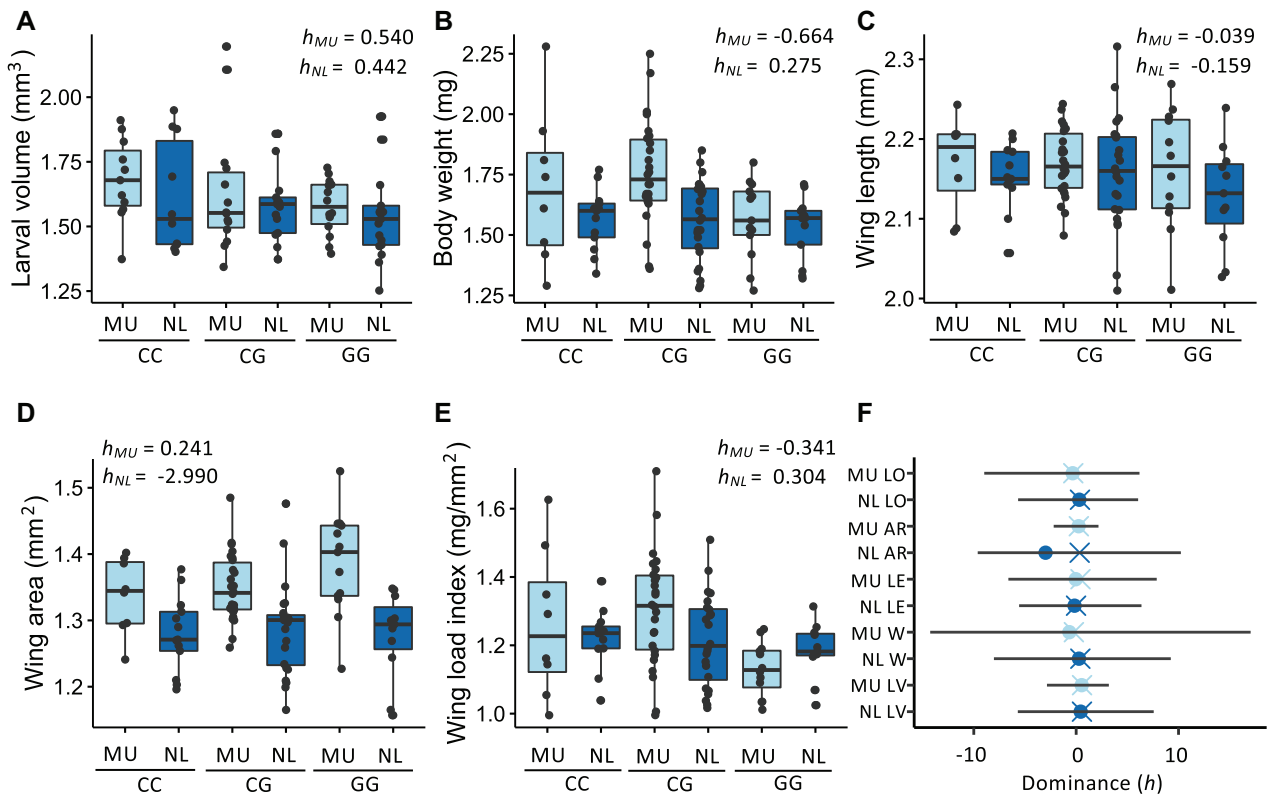 A
Larval volume (mm³)
h_MU = 0.540
h_NL = 0.442
2.00
1.75
1.50
1.25
MU NL MU NL MU NL
CC CG GG
B
Body weight (mg)
h_MU = -0.664
h_NL = 0.275
2.25
2.00
1.75
1.50
1.25
MU NL MU NL MU NL
CC CG GG
C
Wing length (mm)
h_MU = -0.039
h_NL = -0.159
2.3
2.2
2.1
2.0
MU NL MU NL MU NL
CC CG GG
D
Wing area (mm²)
h_MU = 0.241
h_NL = -2.990
1.5
1.4
1.3
1.2
MU NL MU NL MU NL
CC CG GG
E
Wing load index (mg/mm²)
h_MU = -0.341
h_NL = 0.304
1.6
1.4
1.2
1.0
MU NL MU NL MU NL
CC CG GG
F
MU LO
NL LO
MU AR
NL AR
MU LE
NL LE
MU W
NL W
MU LV
NL LV
-10 0 10
Dominance (h)